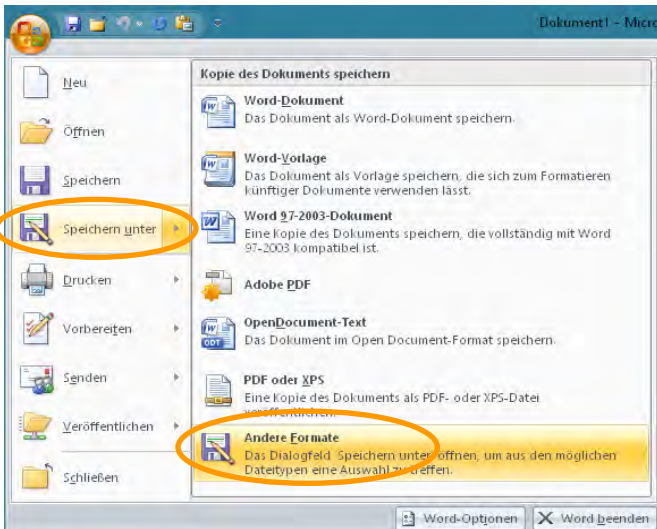 Dokument1 - Micro
Neu
Öffnen
Speichern
Speichern unter
Drucken
Vorbereiten
Senden
Veröffentlichen
Schließen
Kopie des Dokuments speichern
Word-Dokument
Das Dokument als Word-Dokument speichern.
Word-Vorlage
Das Dokument als Vorlage speichern, die sich zum Formatieren
künftiger Dokumente verwenden lässt.
Word 97-2003-Dokument
Eine Kopie des Dokuments speichern, die vollständig mit Word
97-2003 kompatibel ist.
Adobe PDF
OpenDocument-Text
Das Dokument im Open Document-Format speichern.
PDF oder XPS
Eine Kopie des Dokuments als PDF- oder XPS-Datei
veröffentlichen.
Andere Formate
Das Dialogfeld Speichern unter öffnen, um aus den möglichen
Dateitypen eine Auswahl zu treffen.
Word-Optionen
Word beenden